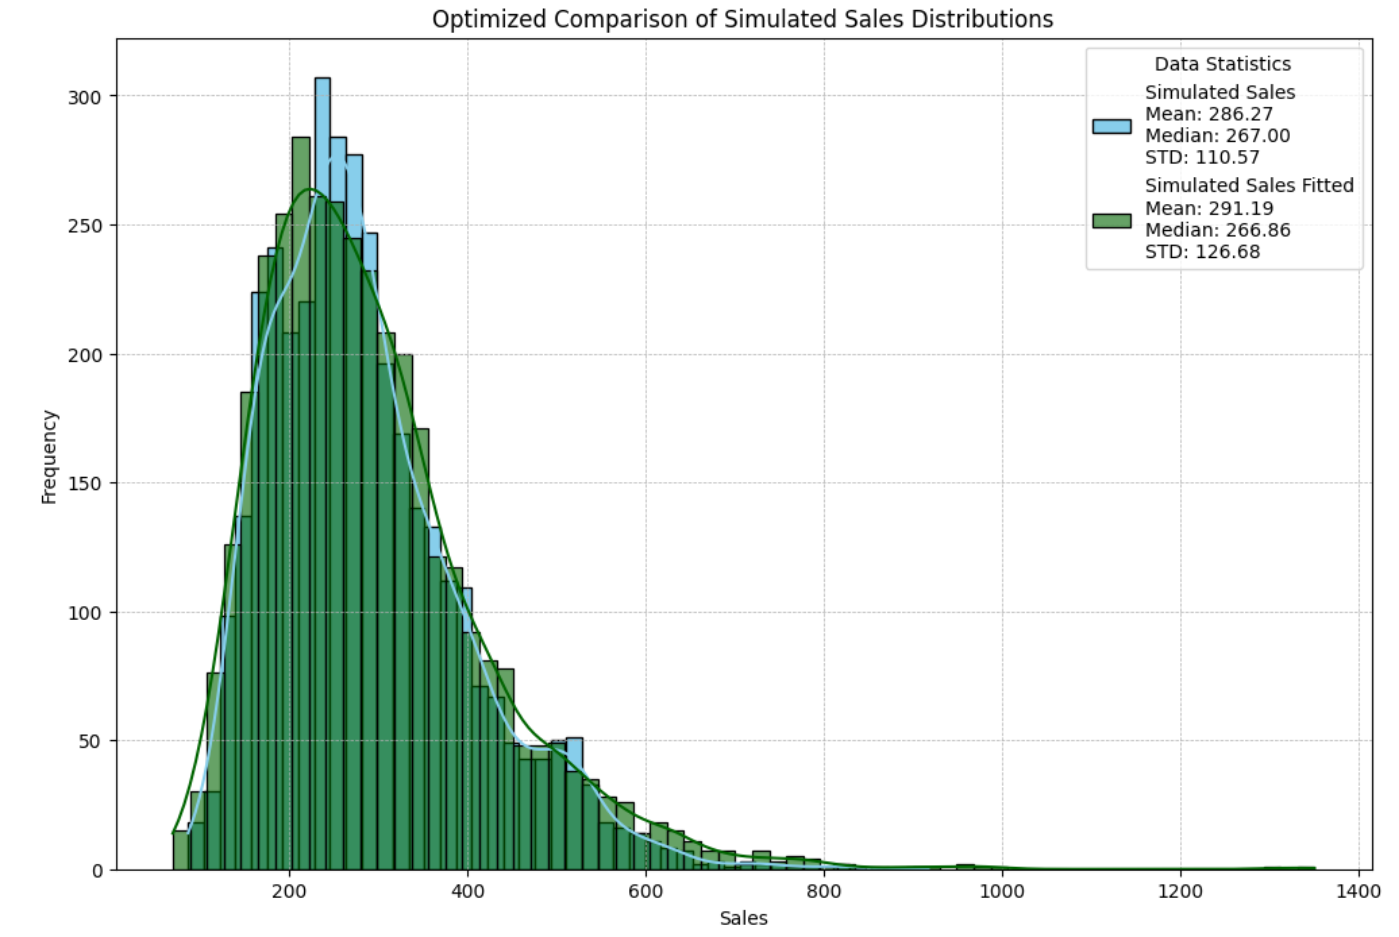 Optimized Comparison of Simulated Sales Distributions
Data Statistics
Simulated Sales
Mean: 286.27
Median: 267.00
STD: 110.57
Simulated Sales Fitted
Mean: 291.19
Median: 266.86
STD: 126.68
300
250
200
150
100
50
0
Frequency
200 400 600 800 1000 1200 1400
Sales